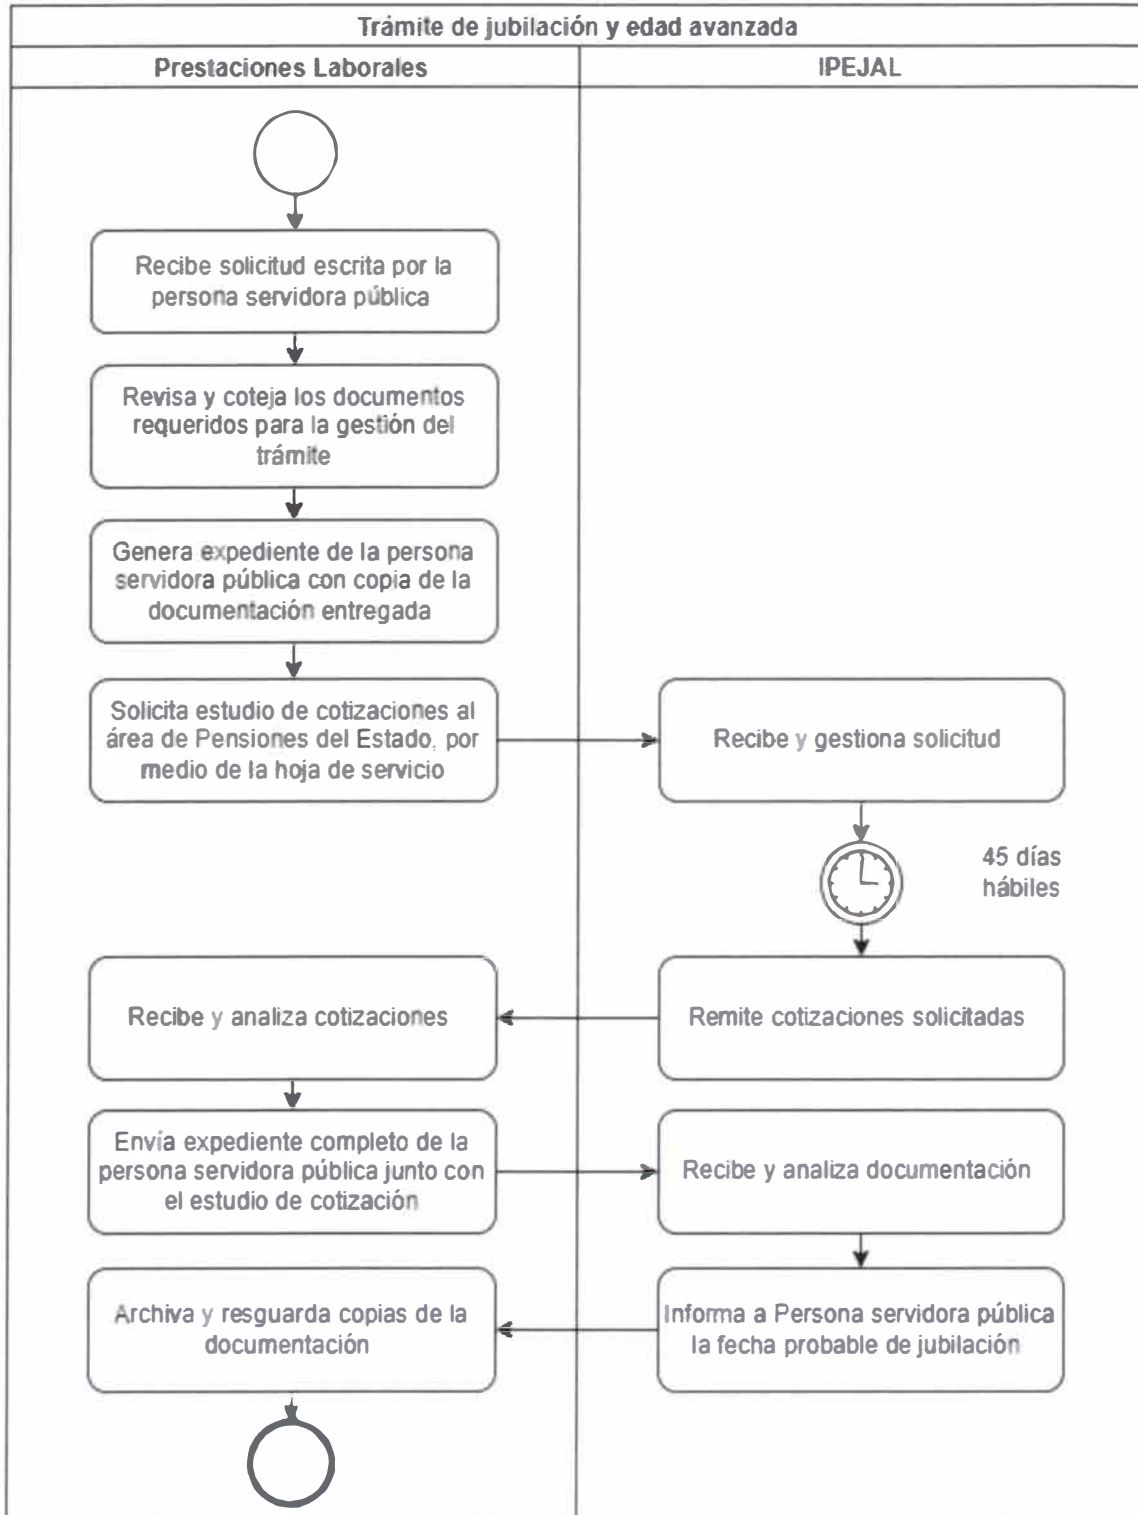 Trámite de jubilación y edad avanzada
Prestaciones Laborales
IPEJAL
Recibe solicitud escrita por la
persona servidora pública
Revisa y coteja los documentos
requeridos para la gestión del
trámite
Genera expediente de la persona
servidora pública con copia de la
documentación entregada
Solicita estudio de cotizaciones al
área de Pensiones del Estado, por
medio de la hoja de servicio
Recibe y gestiona solicitud
45 días
hábiles
Remite cotizaciones solicitadas
Recibe y analiza cotizaciones
Envía expediente completo de la
persona servidora pública junto con
el estudio de cotización
Recibe y analiza documentación
Informa a Persona servidora pública
la fecha probable de jubilación
Archiva y resguarda copias de la
documentación